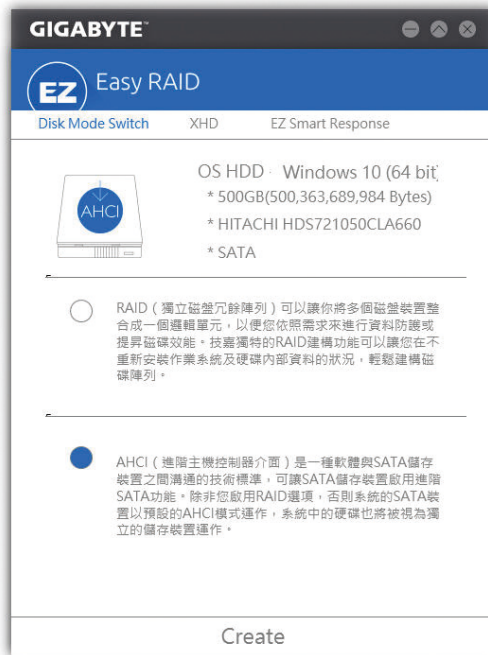 GIGABYTE™
EZ Easy RAID
Disk Mode Switch XHD EZ Smart Response
AHCI
OS HDD - Windows 10 (64 bit)
* 500GB(500,363,689,984 Bytes)
* HITACHI HDS721050CLA660
* SATA
RAID（獨立磁盤冗餘陣列）可以讓你將多個磁盤裝置整
合成一個邏輯單元，以便您依照需求來進行資料防護或
提昇磁碟效能。技嘉獨特的RAID建構功能可以讓您在不
重新安裝作業系統及硬碟內部資料的狀況，輕鬆建構磁
碟陣列。
AHCI（進階主機控制器介面）是一種軟體與SATA儲存
裝置之間溝通的技術標準，可讓SATA儲存裝置啟用進階
SATA功能。除非您啟用RAID選項，否則系統的SATA裝
置以預設的AHCI模式運作，系統中的硬碟也將被視為獨
立的儲存裝置運作。
Create